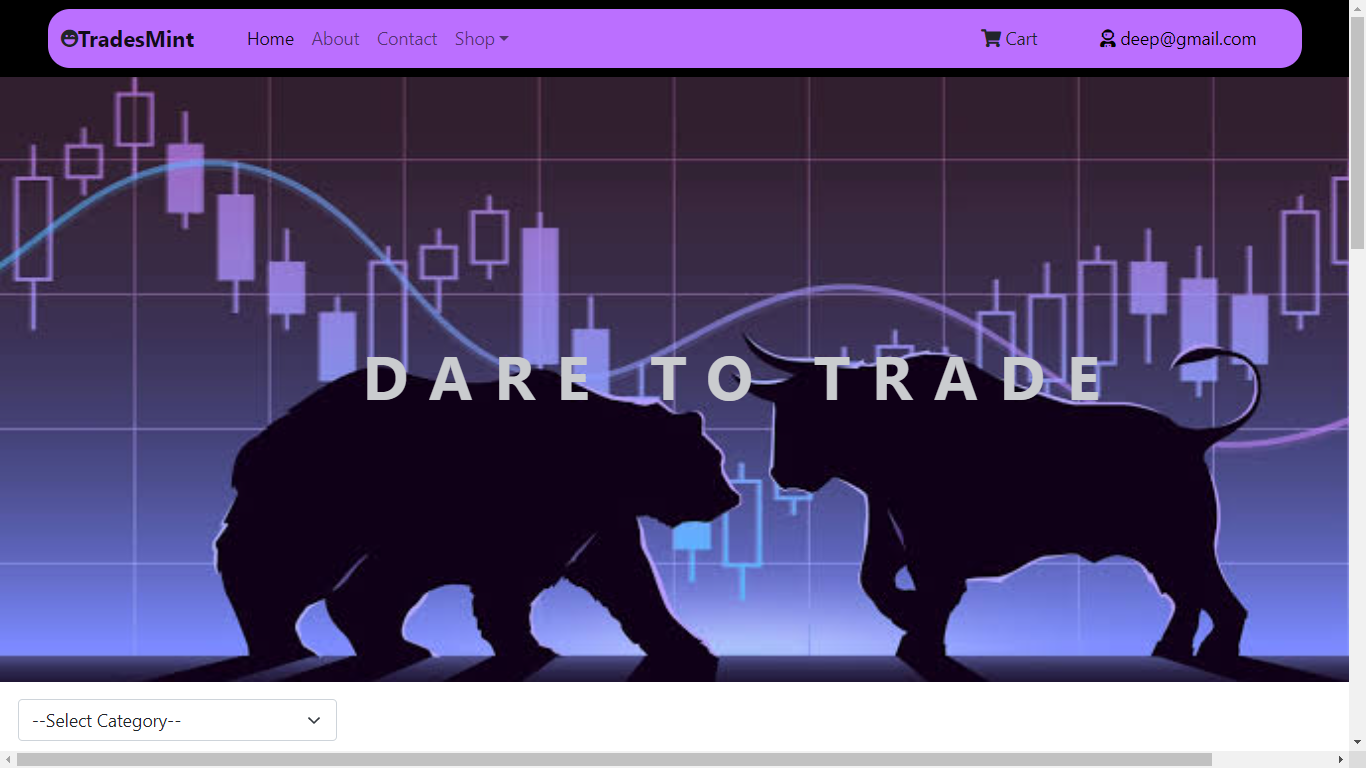 TradesMint Home About Contact Shop Cart deep@gmail.com
DARE TO TRADE
--Select Category--